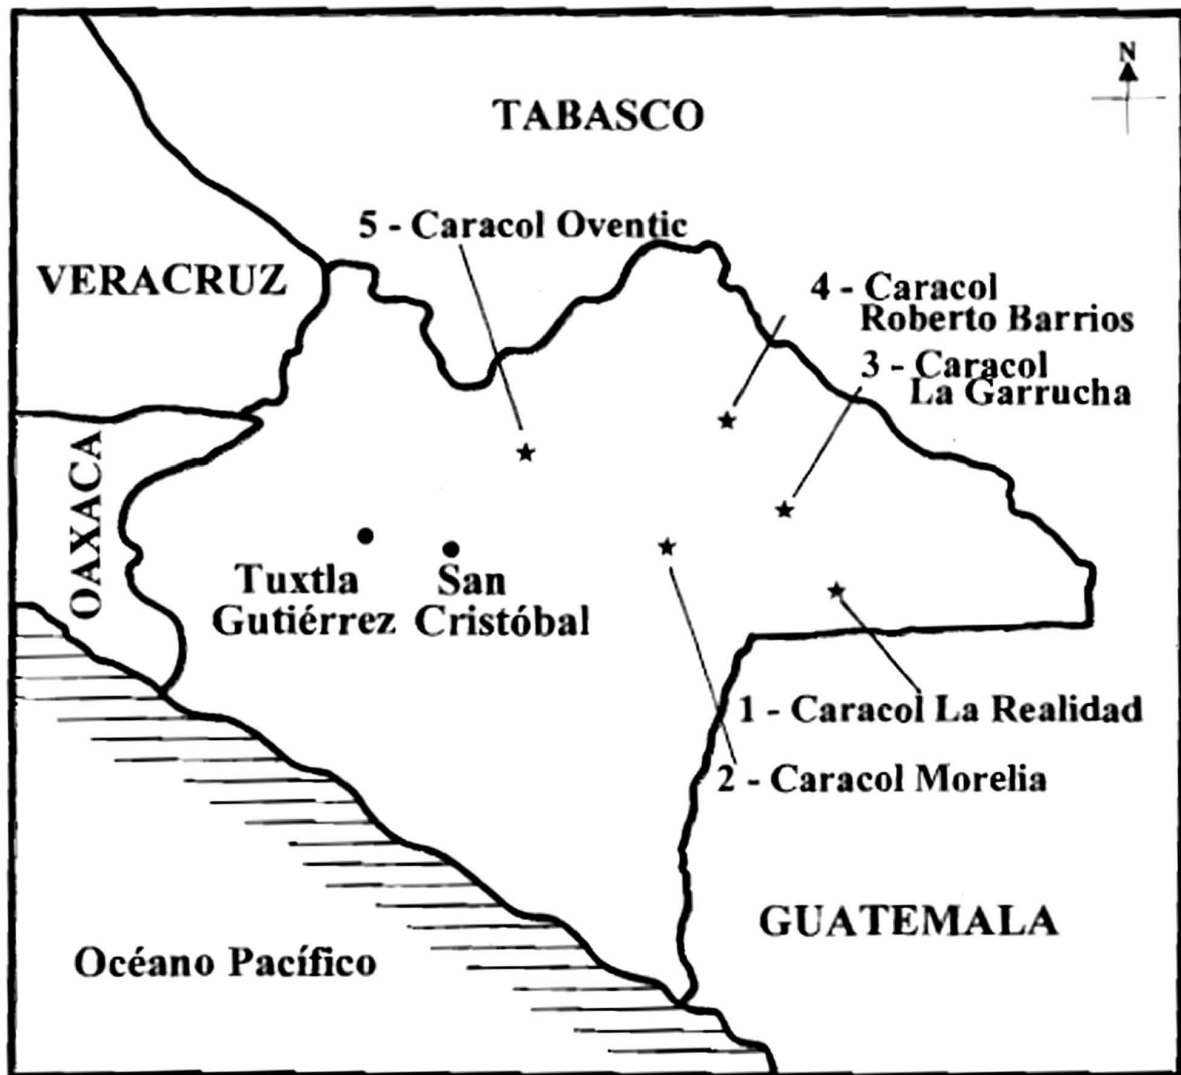 N
TABASCO
5 - Caracol Oventic
VERACRUZ
4 - Caracol
Roberto Barrios
3 - Caracol
La Garrucha
OAXACA
Tuxtla
Gutiérrez
San
Cristóbal
1 - Caracol La Realidad
2 - Caracol Morelia
GUATEMALA
Océano Pacífico